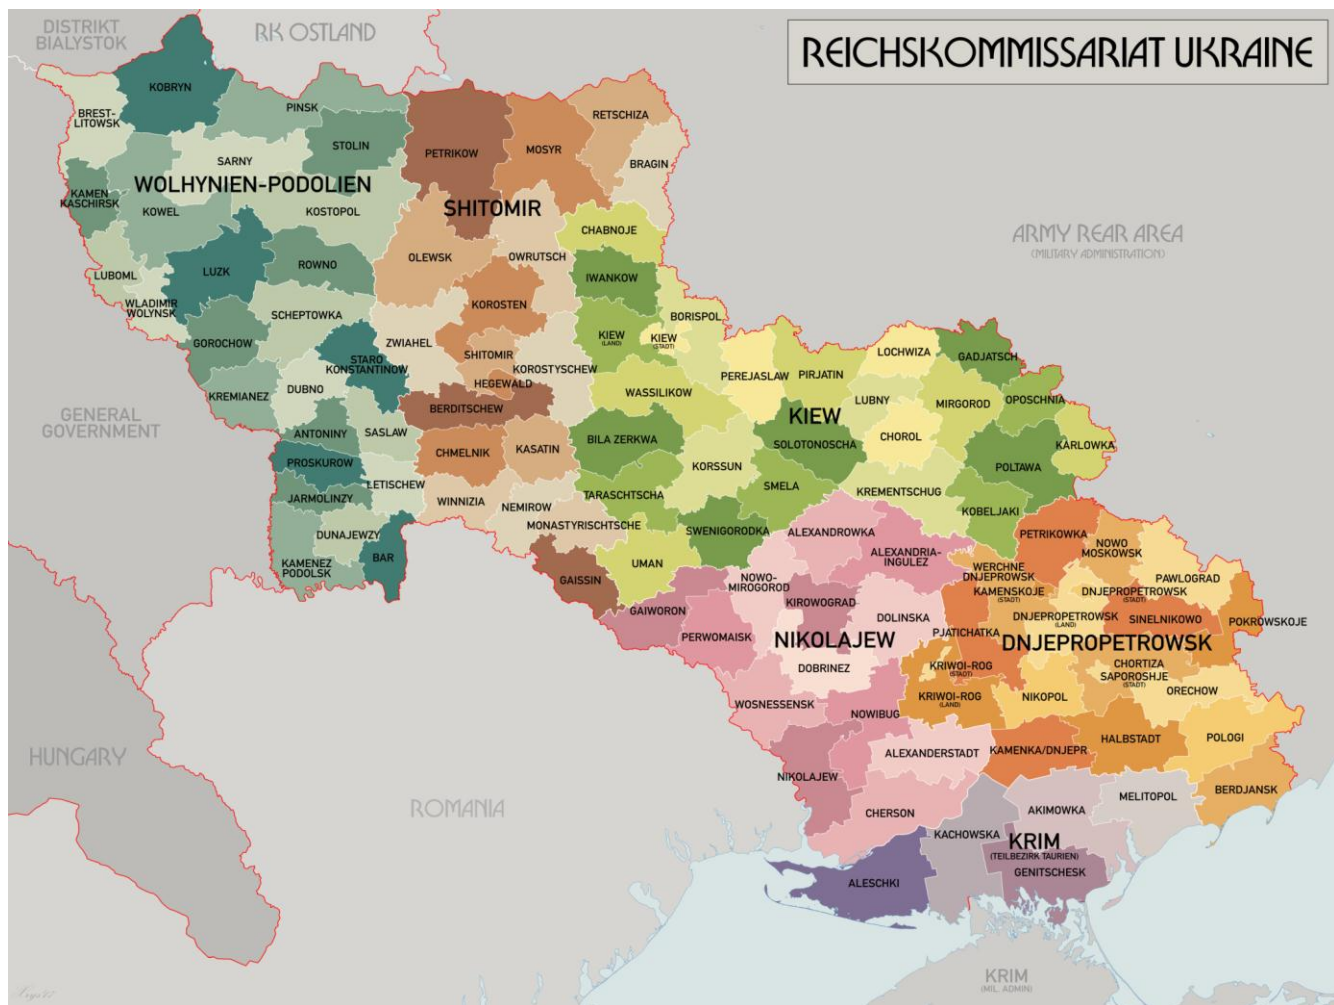 DISTRIKT
BIALYSTOK
RK OSTLAND
REICHSKOMMISSARIAT UKRAINE
KOBRYN
BREST-
LITOWSK
PINSK
STOLIN
SARNY
WOLHYNIEN-PODOLIEN
KAMEN
KASCHIRSK
KOWEL
KOSTOPOL
LUBOML
LUZK
ROWNO
WLADIMIR
WOLYNSK
SCHEPTOWKA
GOROCHOW
STARO
KONSTANTINOW
KREMIANEZ
DUBNO
ANTONINY
SASLAW
PROSKUROW
LETISCHEW
JARMOLINZY
DUNAJEWZY
KAMENEZ
PODOLSK
BAR
PETRIKOW
MOSYR
RETSCHIZA
BRAGIN
SHITOMIR
OLEWSK
OWRUTSCH
KOROSTEN
ZWIAHEL
SHITOMIR
KOROSTYSCHEW
HEGEWALD
BERDITSCHEW
CHMELNIK
KASATIN
WINNIZIA
NEMIROW
MONASTYRISCHTSCHE
GAISSIN
CHABNOJE
IWANKOW
BORISPOL
KIEW
(LAND)
KIEW
(STADT)
PEREJASLAW
PIRJATIN
LOCHWIZA
GADJATSCH
WASSILIKOW
LUBNY
MIRGOROD
OPOSCHNIA
KIEW
BILA ZERKWA
SOLOTONOSCHA
CHOROL
KARLOWKA
KORSSUN
POLTAWA
TARASCHTSCHA
SMELA
KREMENTSCHUG
KOBELJAKI
SWENIGORODKA
UMAN
ALEXANDROWKA
ALEXANDRIA-
INGULEZ
NOWO-
MIROGOROD
KIROWOGRAD
GAIWORON
PERWOMAISK
DOLINSKA
NIKOLAJEW
DOBRINEZ
WOSNESSENSK
NOWIBUG
NIKOLAJEW
ALEXANDERSTADT
CHERSON
PETRIKOWKA
NOWO
MOSKOWSK
WERCHNE
DNJEPROWSK
KAMENSKOJE
(STADT)
PAWLOGRAD
DNJEPROPETROWSK
(STADT)
DNJEPROPETROWSK
(LAND)
SINELNIKOWO
POKROWSKOJE
PJATICHATKA
DNJEPROPETROWSK
KRIWOI-ROG
(STADT)
CHORTIZA
SAPOROSHJE
(STADT)
KRIWOI-ROG
(LAND)
NIKOPOL
ORECHOW
KAMENKA/DNJEPR
HALBSTADT
POLOGI
BERDJANSK
MELITOPOL
AKIMOWKA
KACHOWSKA
KRIM
(TEILBEZIRK TAURIEN)
GENITSCHESK
ALESCHKI
ARMY REAR AREA
(MILITARY ADMINISTRATION)
GENERAL
GOVERNMENT
HUNGARY
ROMANIA
KRIM
(MIL. ADMIN)